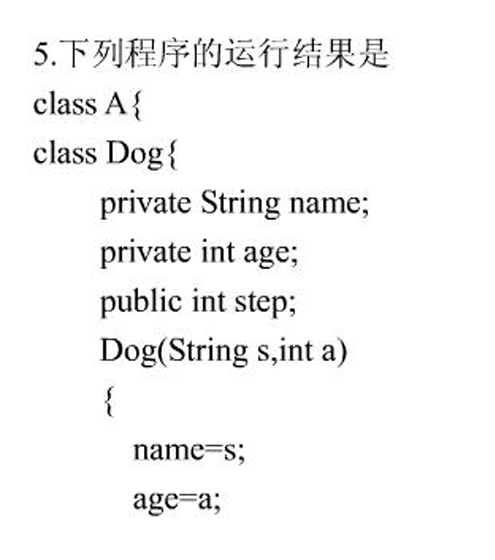 5.下列程序的运行结果是
class A{
class Dog{
private String name;
private int age;
public int step;
Dog(String s,int a)
{
name=s;
age=a;